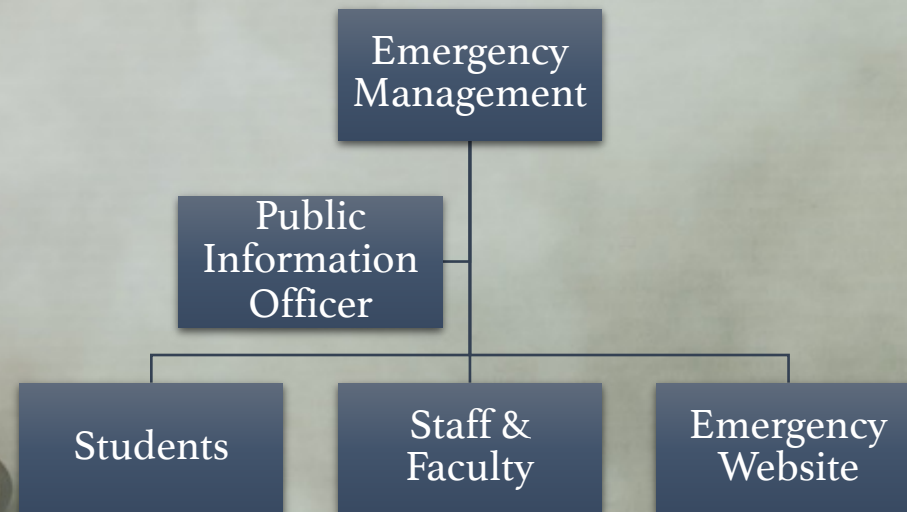 Emergency
Management
Public
Information
Officer
Students
Staff &
Faculty
Emergency
Website